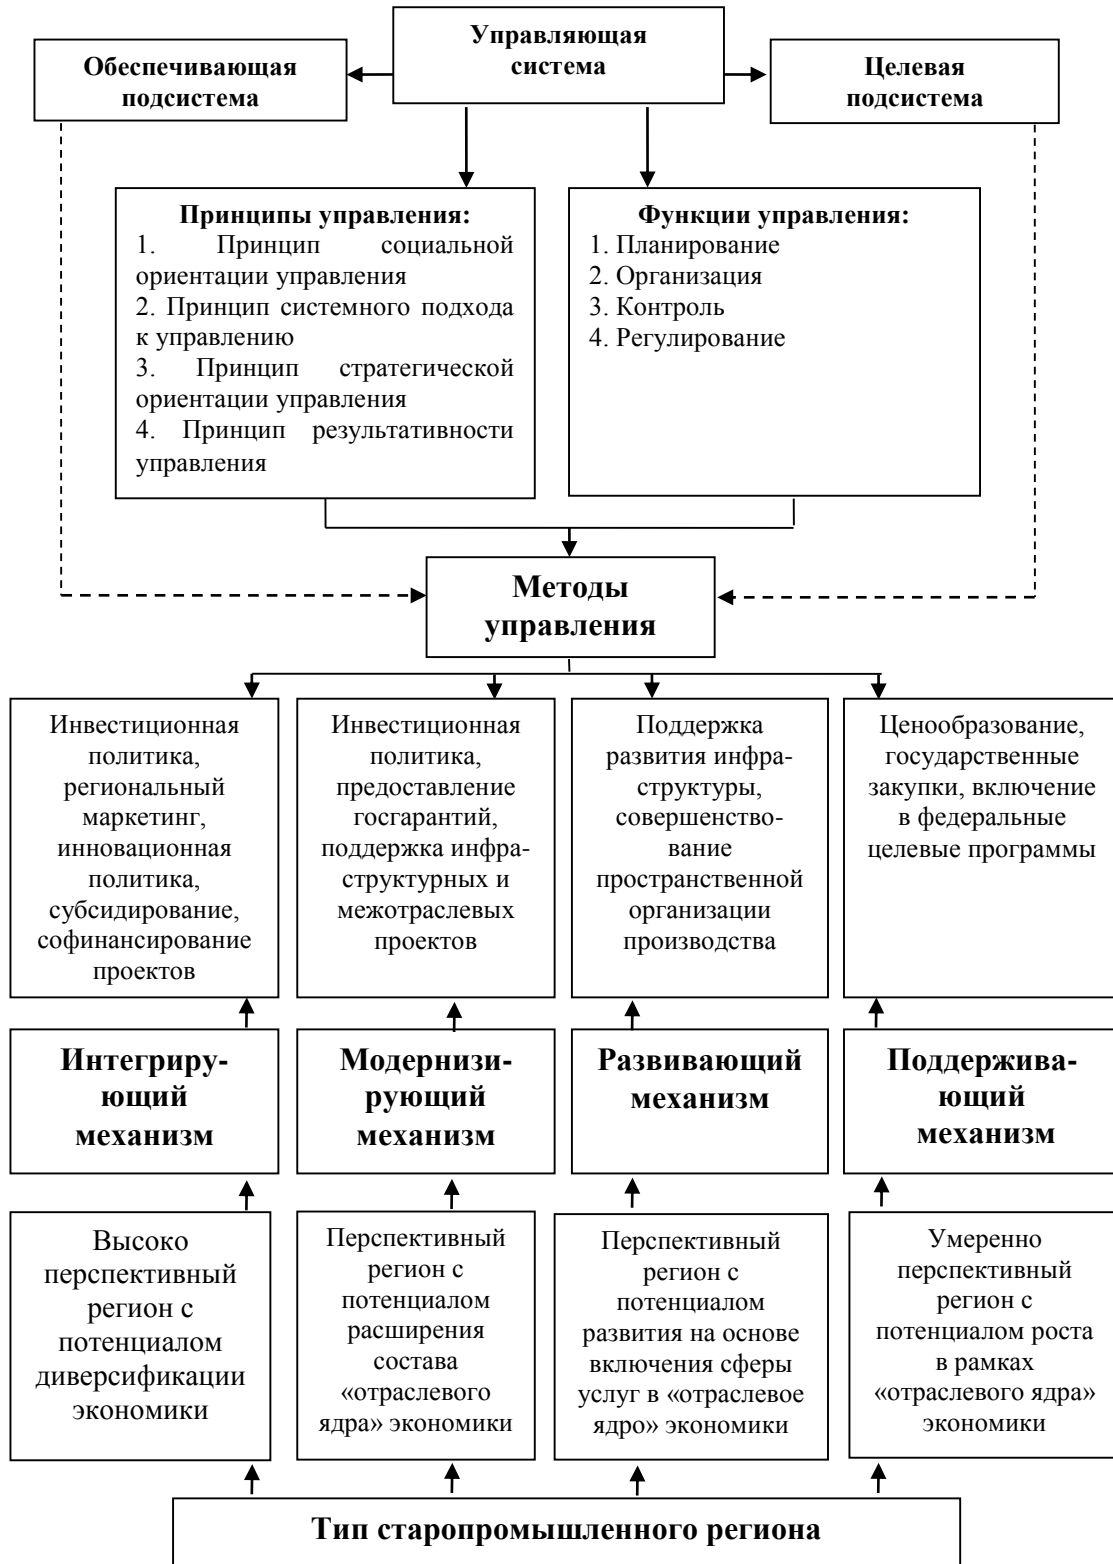 Управляющая
система
Обеспечивающая
подсистема
Целевая
подсистема
Принципы управления:
1. Принцип социальной
ориентации управления
2. Принцип системного подхода
к управлению
3. Принцип стратегической
ориентации управления
4. Принцип результативности
управления
Функции управления:
1. Планирование
2. Организация
3. Контроль
4. Регулирование
Методы
управления
Инвестиционная
политика,
региональный
маркетинг,
инновационная
политика,
субсидирование,
софинансирование
проектов
Инвестиционная
политика,
предоставление
госгарантий,
поддержка инфра-
структурных и
межотраслевых
проектов
Поддержка
развития инфра-
структуры,
совершенство-
вание
пространственной
организации
производства
Ценообразование,
государственные
закупки, включение
в федеральные
целевые программы
Интегриру-
ющий
механизм
Модернизи-
рующий
механизм
Развивающий
механизм
Поддержива-
ющий
механизм
Высоко
перспективный
регион с
потенциалом
диверсификации
экономики
Перспективный
регион с
потенциалом
расширения
состава
«отраслевого
ядра» экономики
Перспективный
регион с
потенциалом
развития на основе
включения сферы
услуг в «отраслевое
ядро» экономики
Умеренно
перспективный
регион с
потенциалом роста
в рамках
«отраслевого ядра»
экономики
Тип старопромышленного региона